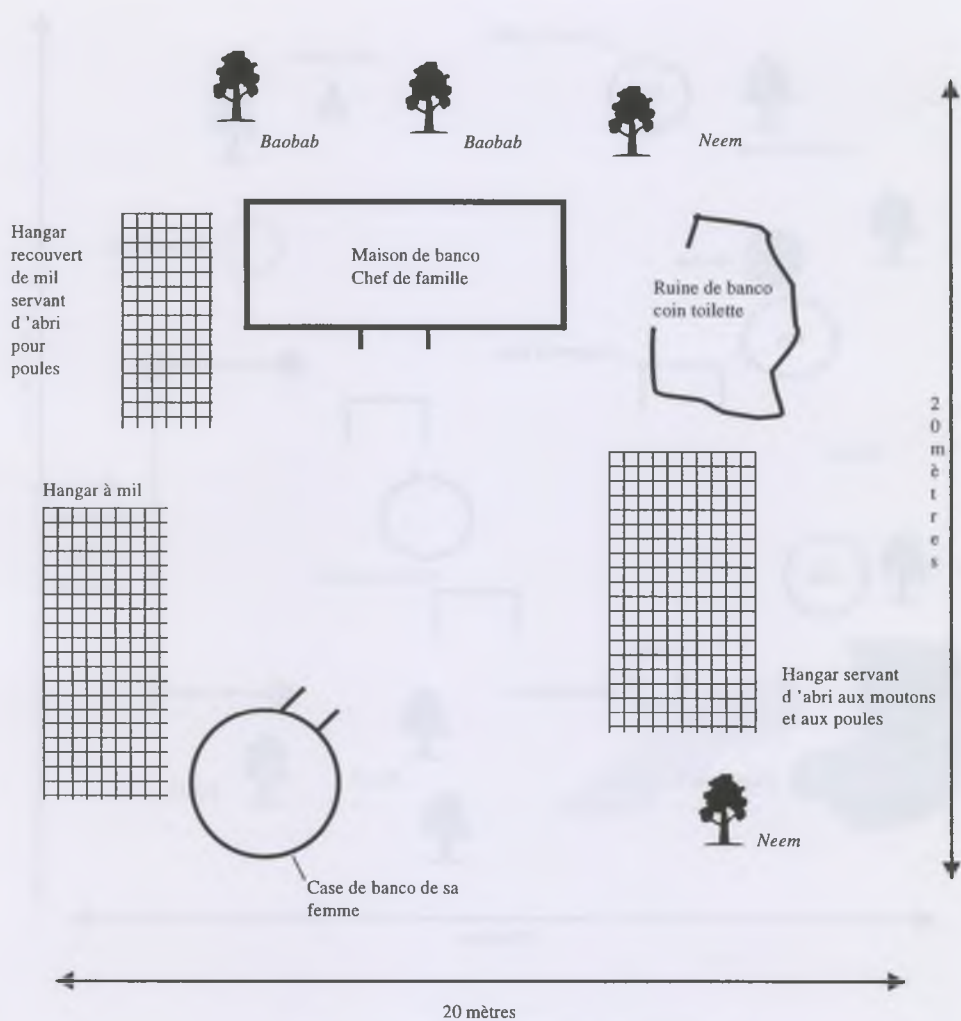 Baobab
Baobab
Neem
Hangar
recouvert
de mil
servant
d 'abri
pour
poules
Maison de banco
Chef de famille
Ruine de banco
coin toilette
20 mètres
Hangar à mil
Hangar servant
d 'abri aux moutons
et aux poules
Neem
Case de banco de sa
femme
20 mètres